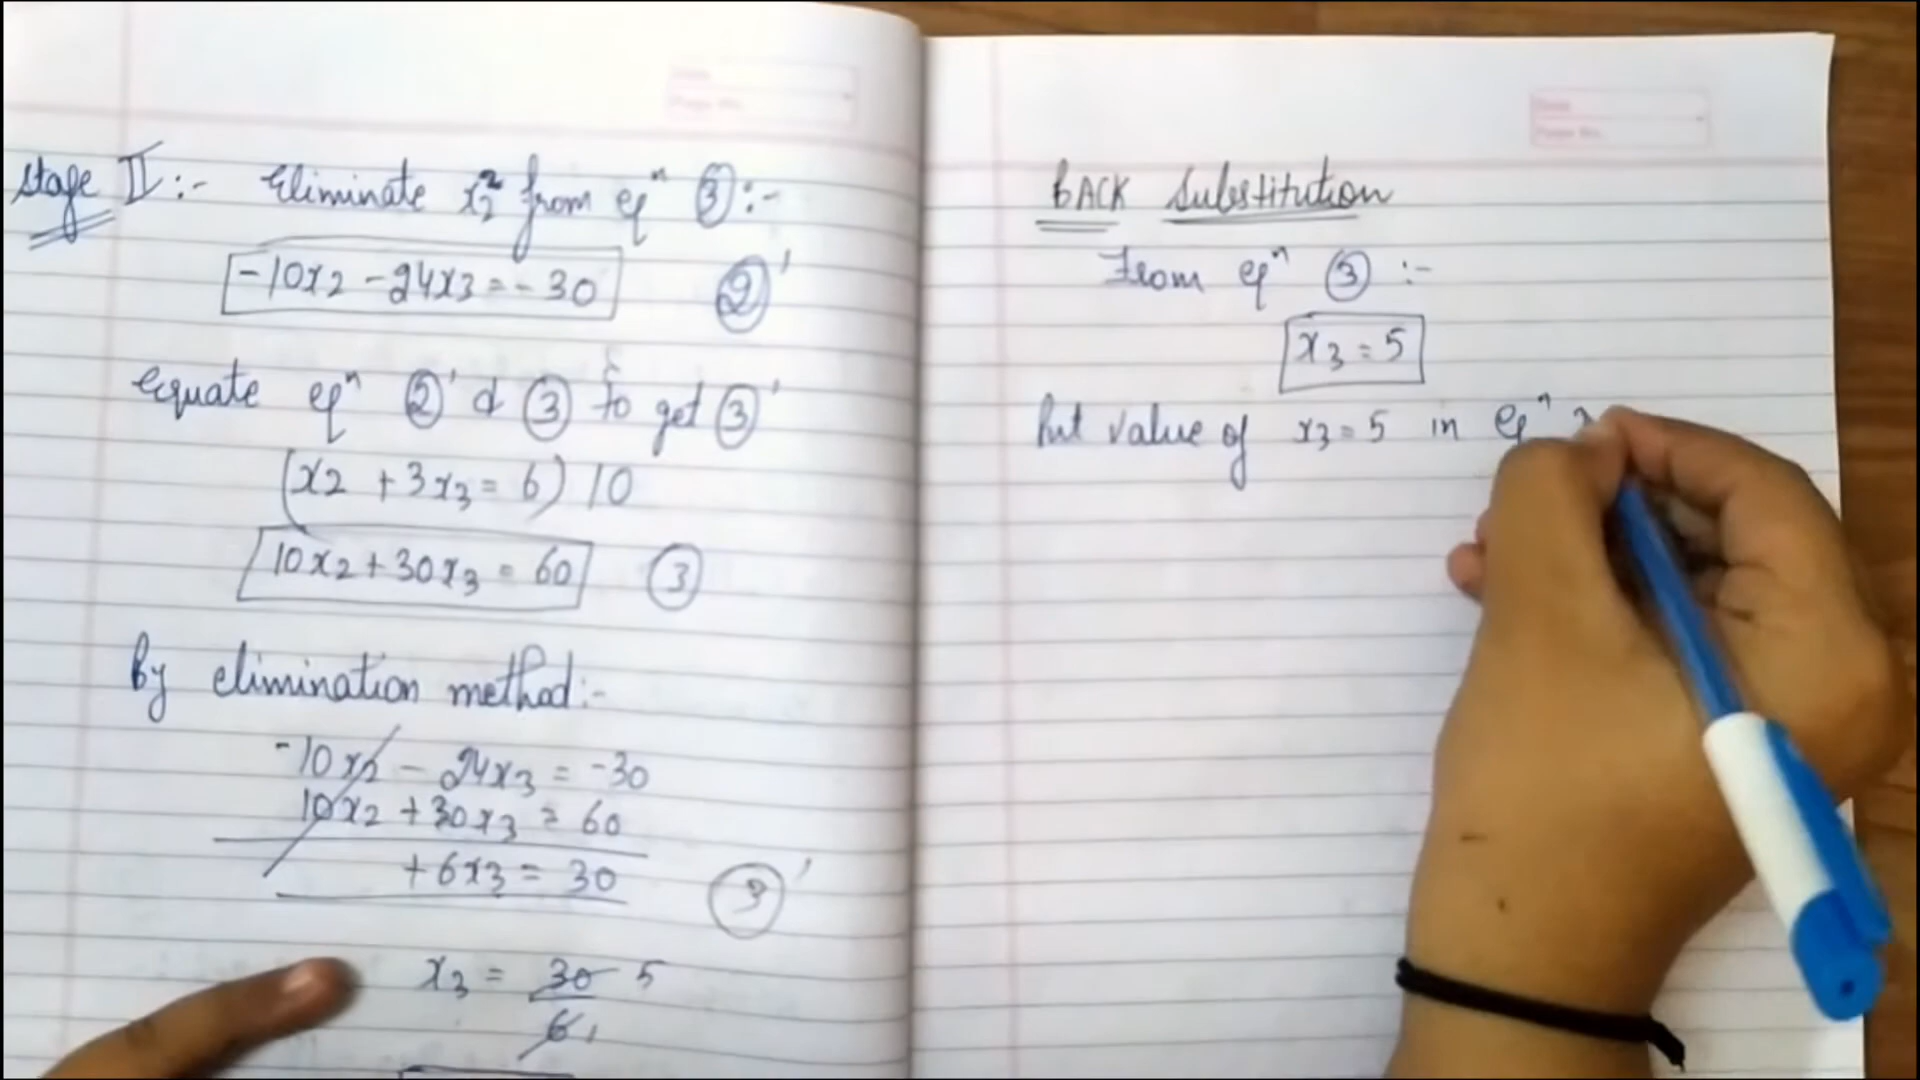 Stage II :- Eliminate x2 from eqⁿ ③ :-
-10x2 - 24x3 = -30 ②'
Equate eqⁿ ②' & ③ to get ③'
(x2 + 3x3 = 6) 10
10x2 + 30x3 = 60 ③
By elimination method:-
-10x2 - 24x3 = -30
10x2 + 30x3 = 60
+6x3 = 30 ③'
x3 = 30 5
6 1
BACK Substitution
From eqⁿ ③ :-
x3 = 5
Put value of x3 = 5 in eqⁿ